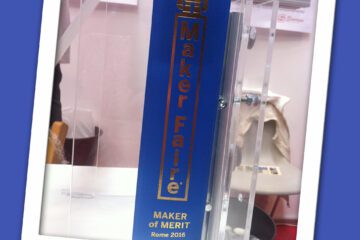 Maker Faire®
MAKER
of MERIT
Rome 2016